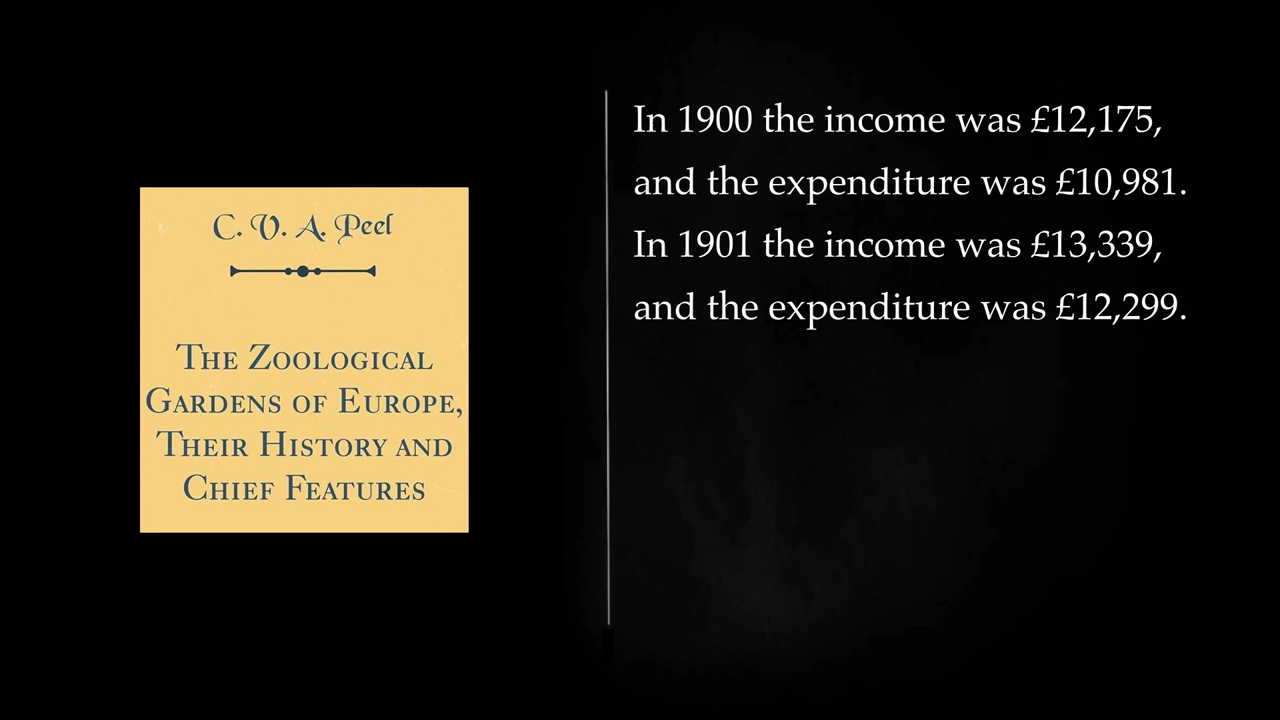 C. V. A. Peel
The Zoological
Gardens of Europe,
Their History and
Chief Features
In 1900 the income was £12,175,
and the expenditure was £10,981.
In 1901 the income was £13,339,
and the expenditure was £12,299.